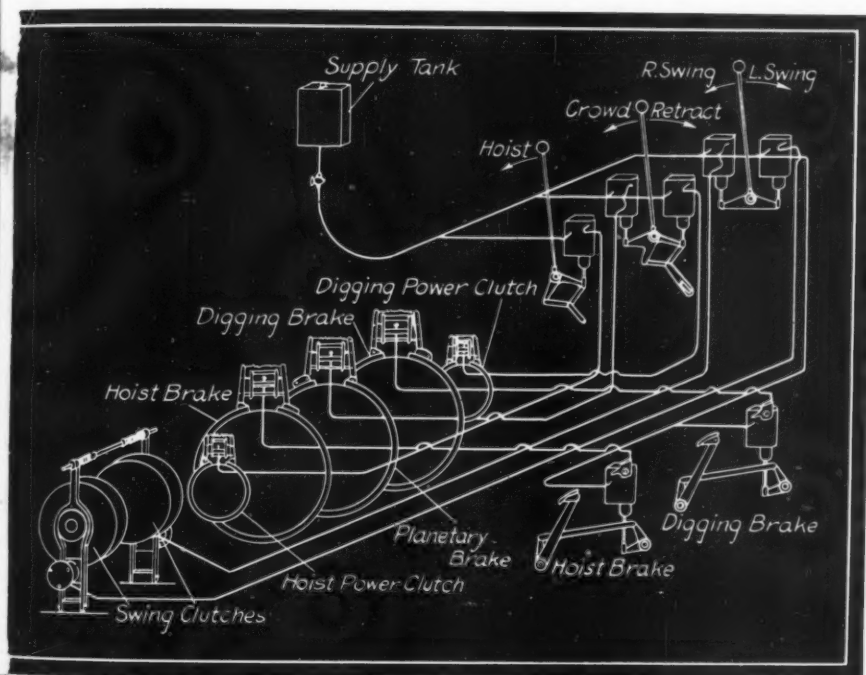 Supply Tank
R.Swing
L.Swing
Crowd
Retract
Hoist
Digging Power Clutch
Digging Brake
Hoist Brake
Planetary
Brake
Digging Brake
Hoist Brake
Hoist Power Clutch
Swing Clutches